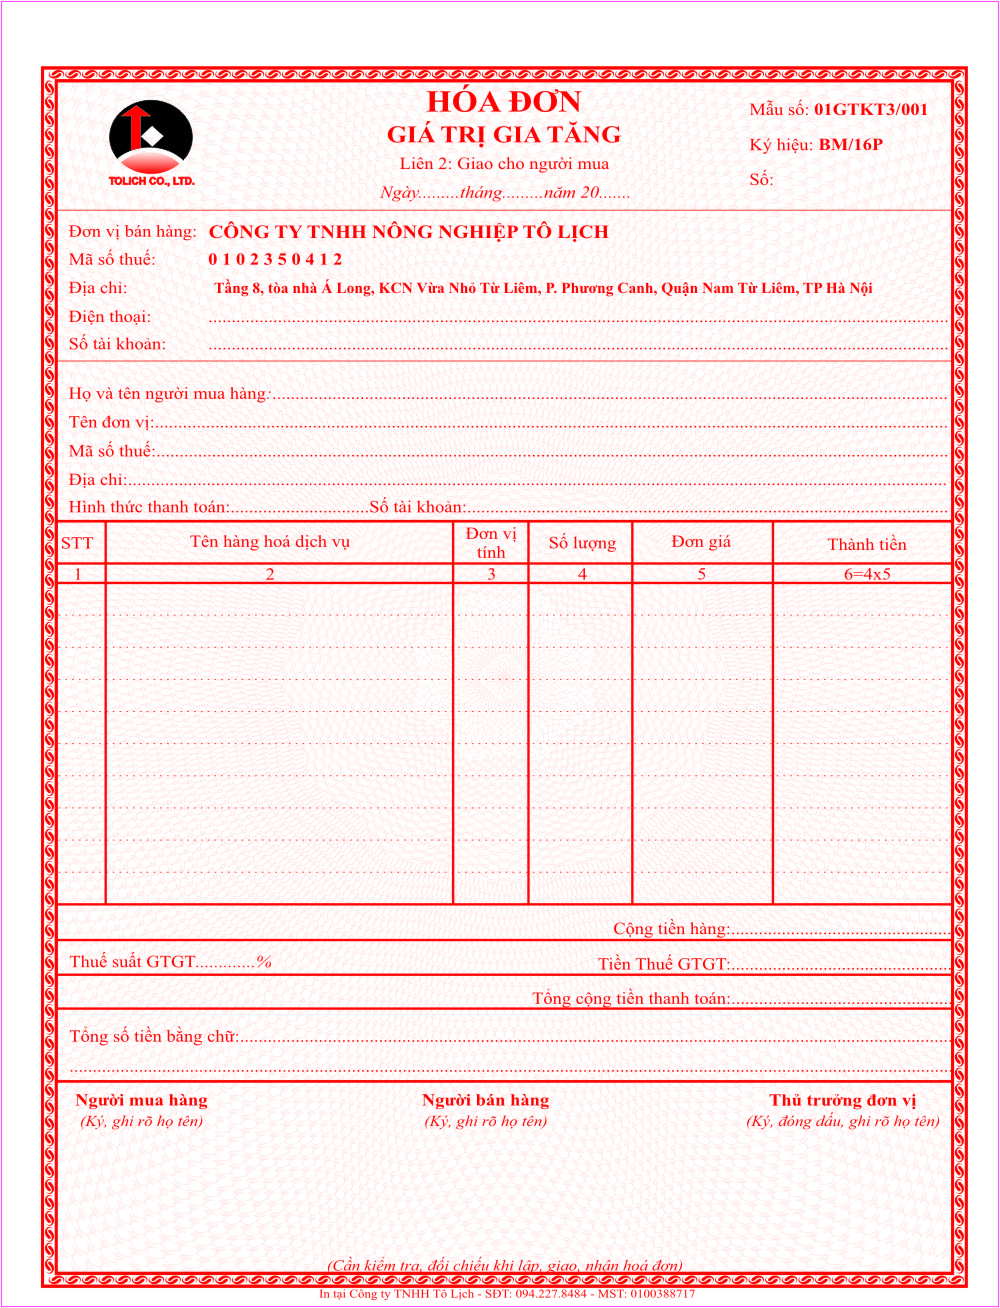 HÓA ĐƠN
GIÁ TRỊ GIA TĂNG
Liên 2: Giao cho người mua
Ngày.........tháng.........năm 20.......
Mẫu số: 01GTKT3/001
Ký hiệu: BM/16P
Số:
TOLICH CO., LTD.
Đơn vị bán hàng: CÔNG TY TNHH NÔNG NGHIỆP TÔ LỊCH
Mã số thuế: 0 1 0 2 3 5 0 4 1 2
Địa chỉ: Tầng 8, tòa nhà Á Long, KCN Vừa Nhỏ Từ Liêm, P. Phương Canh, Quận Nam Từ Liêm, TP Hà Nội
Điện thoại:
Số tài khoản:
Họ và tên người mua hàng:
Tên đơn vị:
Mã số thuế:
Địa chỉ:
Hình thức thanh toán:..........................Số tài khoản:
STT Tên hàng hoá dịch vụ Đơn vị tính Số lượng Đơn giá Thành tiền
1 2 3 4 5 6=4x5
Cộng tiền hàng:
Thuế suất GTGT.............% Tiền Thuế GTGT:
Tổng cộng tiền thanh toán:
Tổng số tiền bằng chữ:
Người mua hàng Người bán hàng Thủ trưởng đơn vị
(Ký, ghi rõ họ tên) (Ký, ghi rõ họ tên) (Ký, đóng dấu, ghi rõ họ tên)
(Cần kiểm tra, đối chiếu khi lập, giao, nhận hoá đơn)
In tại Công ty TNHH Tô Lịch - SĐT: 094.227.8484 - MST: 0100388717